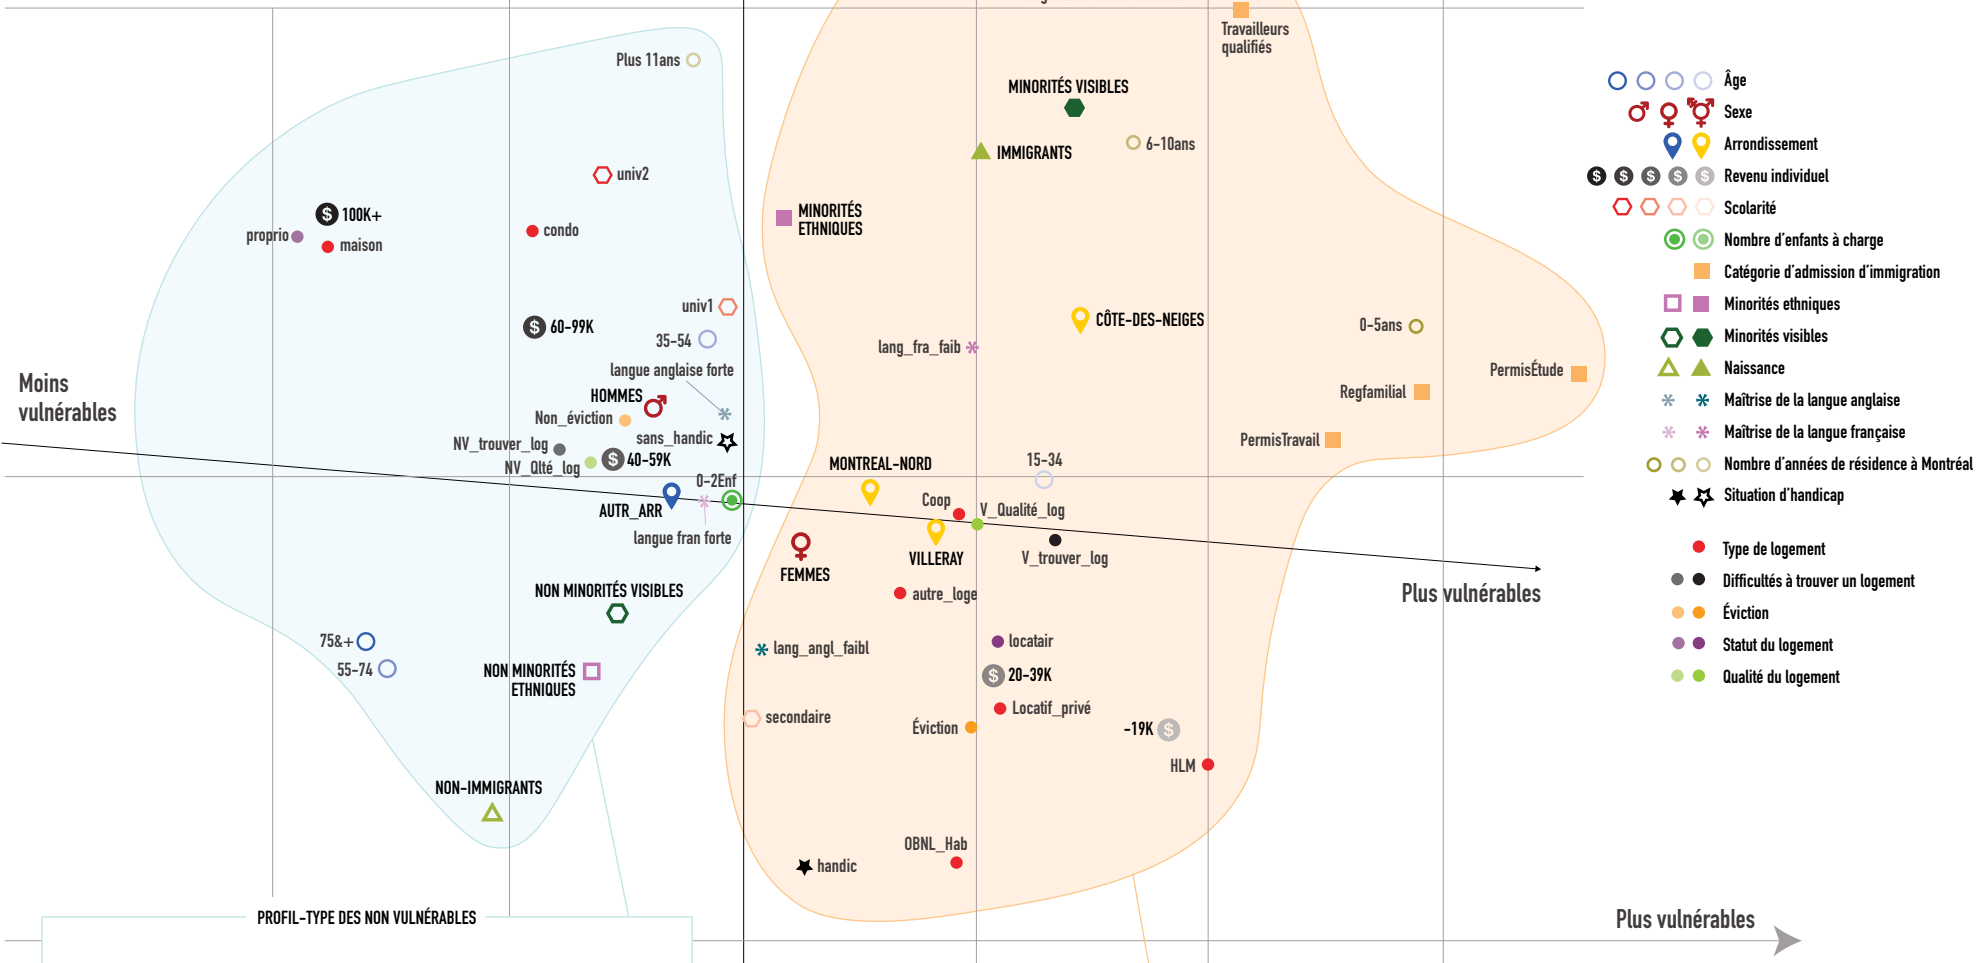 Travailleurs
qualifiés
Plus 11ans
MINORITÉS VISIBLES
6-10ans
IMMIGRANTS
univ2
100K+
proprio
maison
condo
MINORITÉS
ETHNIQUES
univ1
60-99K
35-54
CÔTE-DES-NEIGES
0-5ans
lang_fra_faib
langue anglaise forte
PermisÉtude
Regfamilial
Moins
vulnérables
HOMMES
Non_éviction
sans_handic
PermisTravail
NV_trouver_log
NV_Qlté_log
40-59K
MONTREAL-NORD
15-34
0-2Enf
AUTR_ARR
Coop
V_Qualité_log
langue fran forte
VILLERAY
V_trouver_log
FEMMES
Plus vulnérables
NON MINORITÉS VISIBLES
autre_loge
75&+
55-74
lang_angl_faibl
locatair
NON MINORITÉS
ETHNIQUES
20-39K
secondaire
Locatif_privé
Éviction
-19K
HLM
NON-IMMIGRANTS
OBNL_Hab
handic
PROFIL-TYPE DES NON VULNÉRABLES
Plus vulnérables
Âge
Sexe
Arrondissement
Revenu individuel
Scolarité
Nombre d'enfants à charge
Catégorie d'admission d'immigration
Minorités ethniques
Minorités visibles
Naissance
Maîtrise de la langue anglaise
Maîtrise de la langue française
Nombre d'années de résidence à Montréal
Situation d'handicap
Type de logement
Difficultés à trouver un logement
Éviction
Statut du logement
Qualité du logement